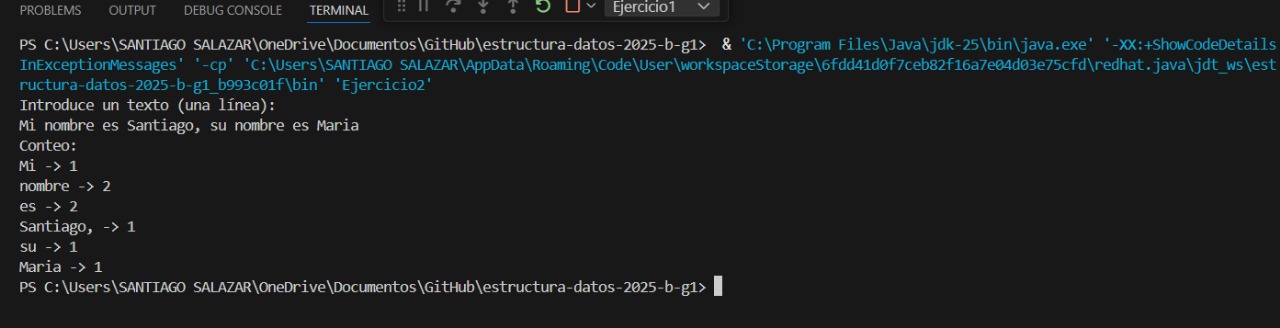 PROBLEMS OUTPUT DEBUG CONSOLE TERMINAL Ejercicio1
PS C:\Users\SANTIAGO SALAZAR\OneDrive\Documentos\GitHub\estructura-datos-2025-b-g1> & 'C:\Program Files\Java\jdk-25\bin\java.exe' '-XX:+ShowCodeDetails
InExceptionMessages' '-cp' 'C:\Users\SANTIAGO SALAZAR\AppData\Roaming\Code\User\workspaceStorage\6fdd41d0f7ceb82f16a7e04d03e75cfd\redhat.java\jdt_ws\est
ructura-datos-2025-b-g1_b993c01f\bin' 'Ejercicio2'
Introduce un texto (una línea):
Mi nombre es Santiago, su nombre es Maria
Conteo:
Mi -> 1
nombre -> 2
es -> 2
Santiago, -> 1
su -> 1
Maria -> 1
PS C:\Users\SANTIAGO SALAZAR\OneDrive\Documentos\GitHub\estructura-datos-2025-b-g1>